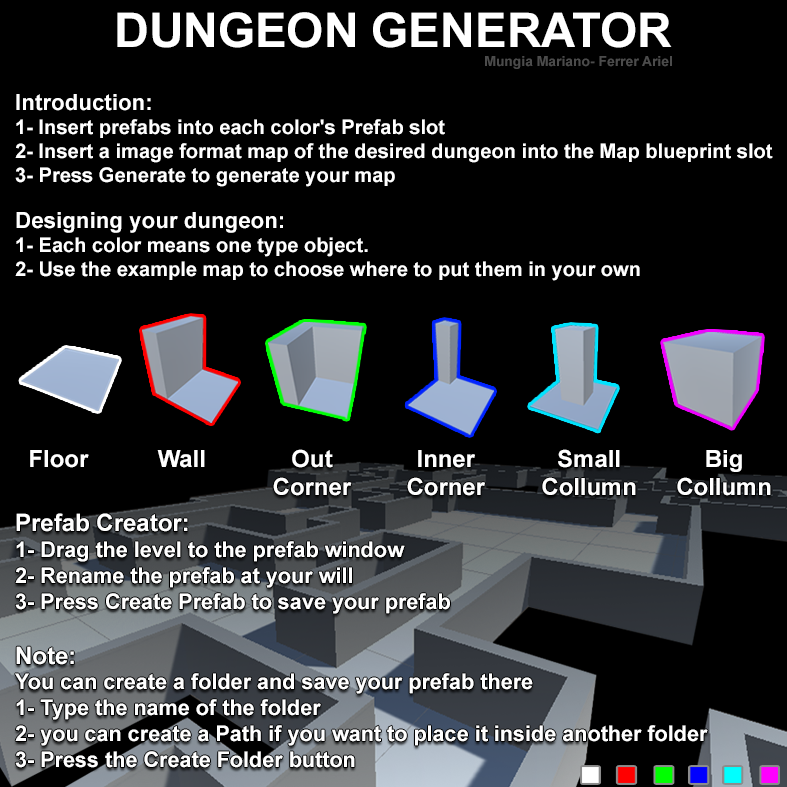 DUNGEON GENERATOR
Mungia Mariano- Ferrer Ariel
Introduction:
1- Insert prefabs into each color's Prefab slot
2- Insert a image format map of the desired dungeon into the Map blueprint slot
3- Press Generate to generate your map
Designing your dungeon:
1- Each color means one type object.
2- Use the example map to choose where to put them in your own
Floor
Wall
Out
Corner
Inner
Corner
Small
Collumn
Big
Collumn
Prefab Creator:
1- Drag the level to the prefab window
2- Rename the prefab at your will
3- Press Create Prefab to save your prefab
Note:
You can create a folder and save your prefab there
1- Type the name of the folder
2- you can create a Path if you want to place it inside another folder
3- Press the Create Folder button